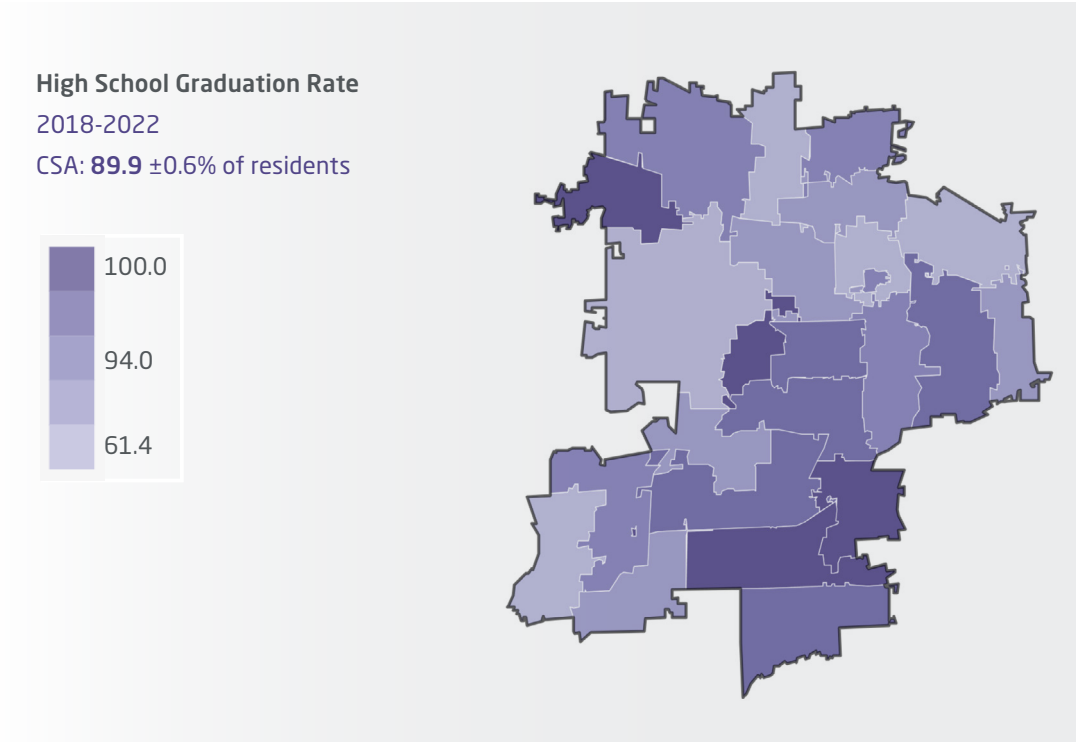 High School Graduation Rate
2018-2022
CSA: 89.9 ±0.6% of residents
100.0
94.0
61.4